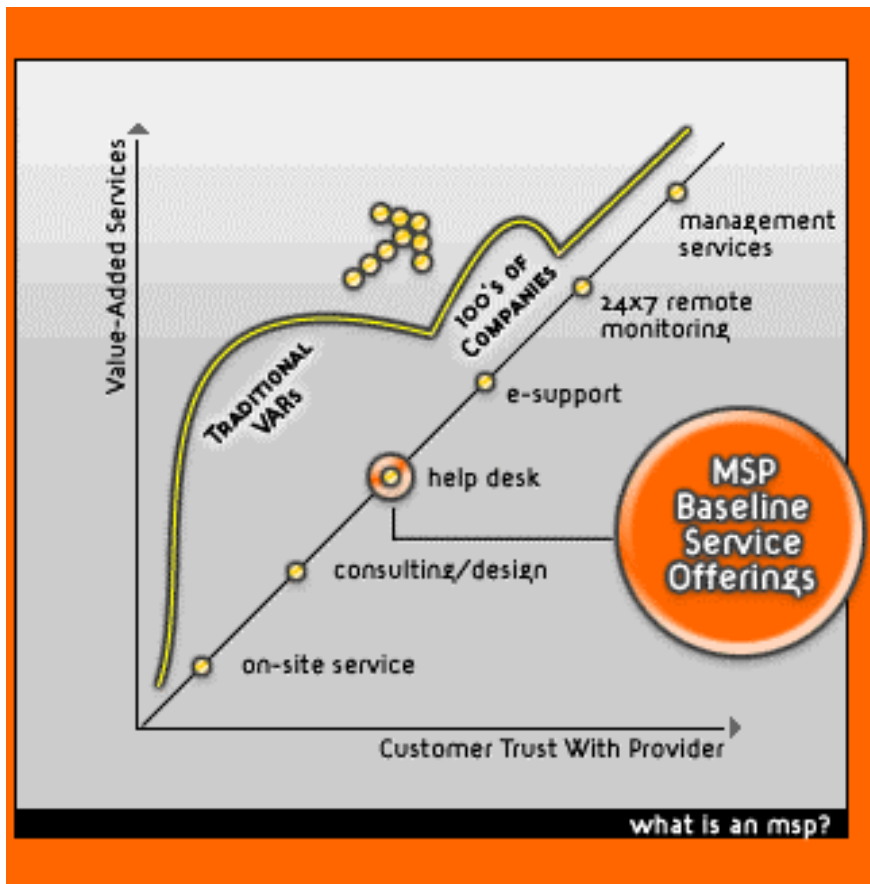 Value-Added Services
management
services
100's of
Companies
24x7 remote
monitoring
Traditional
VARs
e-support
MSP
Baseline
Service
Offerings
help desk
consulting/design
on-site service
Customer Trust With Provider
what is an msp?